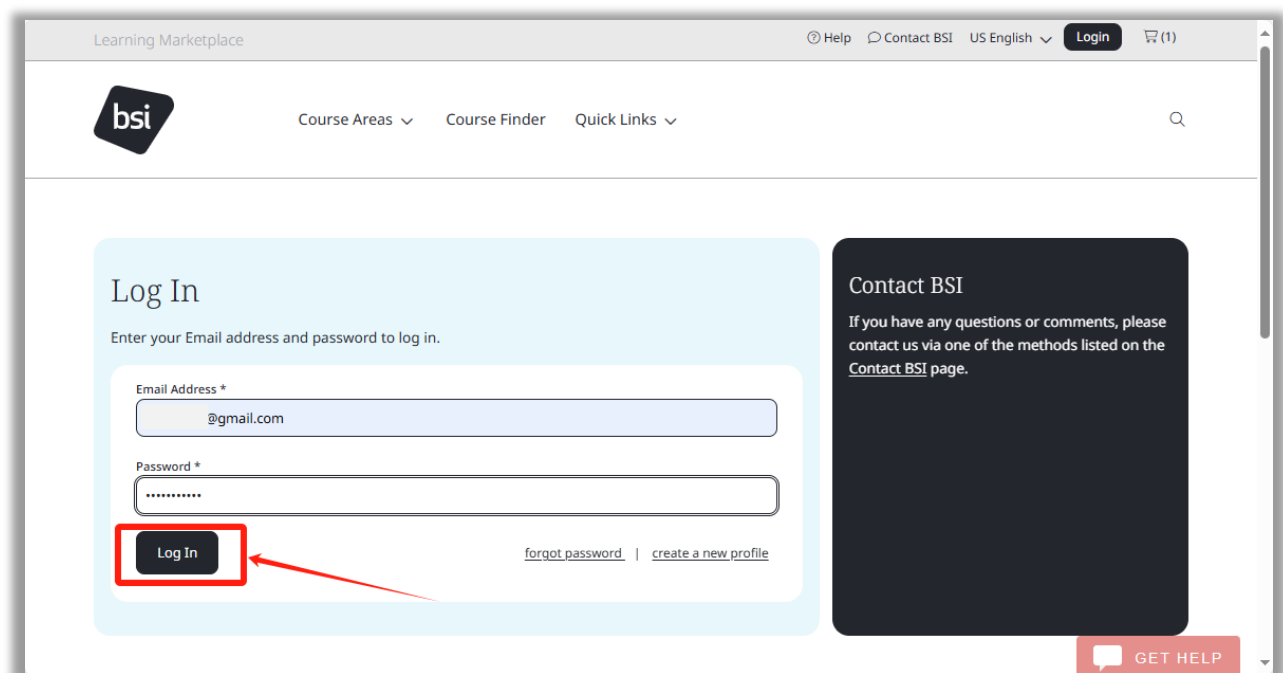 Learning Marketplace
Help Contact BSI US English Login (1)
bsi
Course Areas Course Finder Quick Links
Log In
Enter your Email address and password to log in.
Email Address *
@gmail.com
Password *
•••••••••••
Log In
forgot password | create a new profile
Contact BSI
If you have any questions or comments, please
contact us via one of the methods listed on the
Contact BSI page.
GET HELP